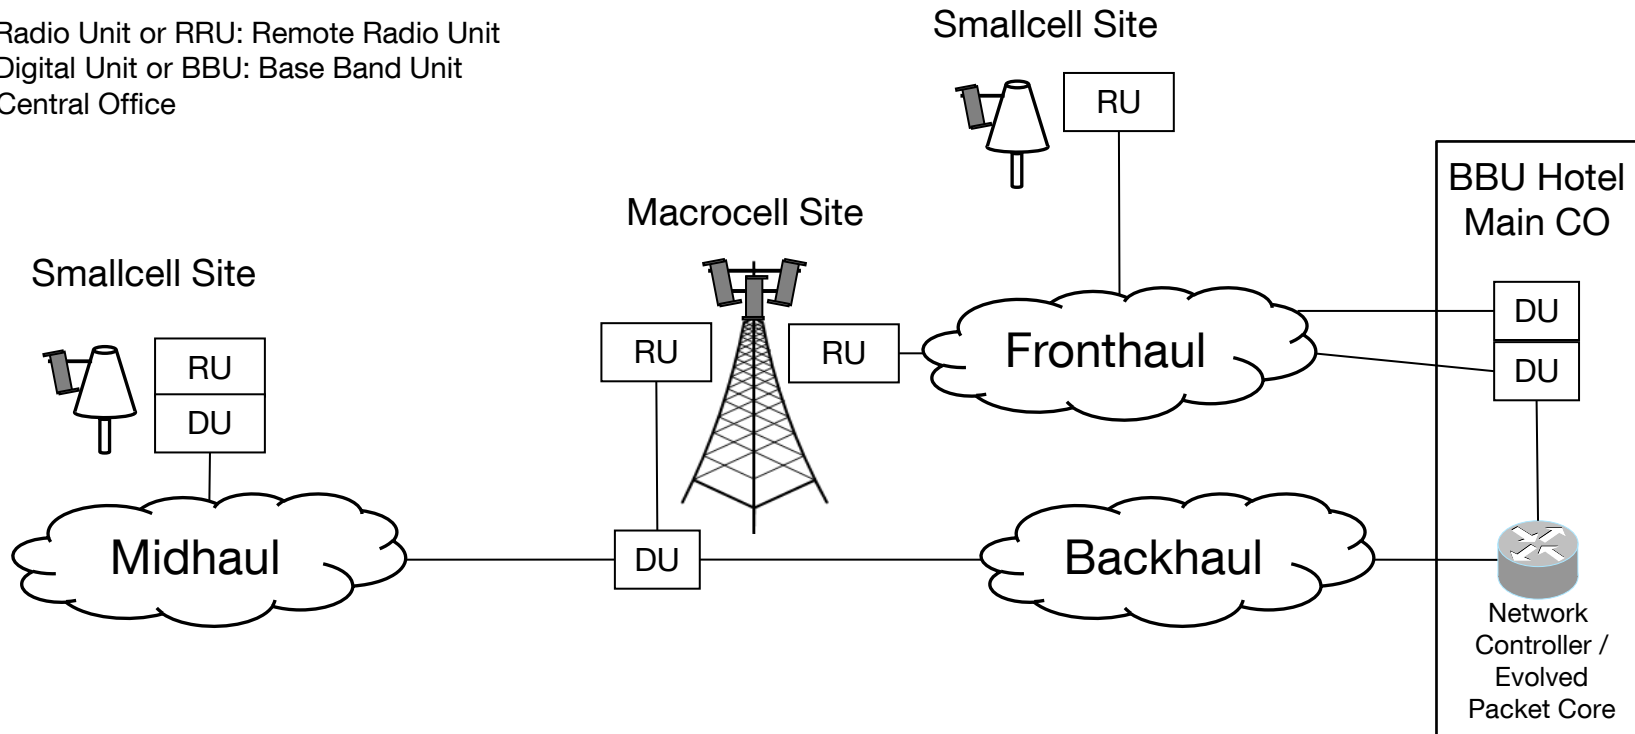 Radio Unit or RRU: Remote Radio Unit
Digital Unit or BBU: Base Band Unit
Central Office
Smallcell Site
RU
BBU Hotel
Main CO
Macrocell Site
Smallcell Site
RU
DU
RU
RU
Fronthaul
DU
DU
Midhaul
DU
Backhaul
Network
Controller /
Evolved
Packet Core